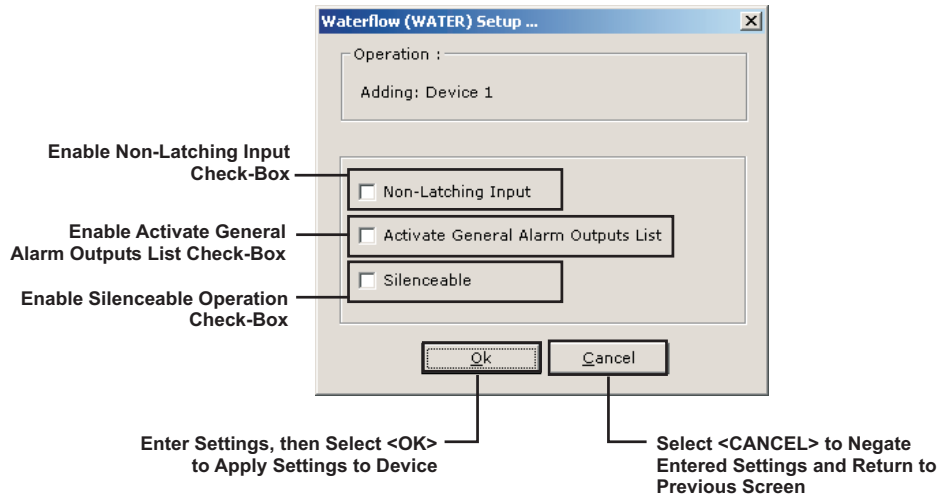 Waterflow (WATER) Setup ...
Operation :
Adding: Device 1
Enable Non-Latching Input
Check-Box
Non-Latching Input
Enable Activate General
Alarm Outputs List Check-Box
Activate General Alarm Outputs List
Silenceable
Enable Silenceable Operation
Check-Box
Ok
Cancel
Enter Settings, then Select <OK>
to Apply Settings to Device
Select <CANCEL> to Negate
Entered Settings and Return to
Previous Screen